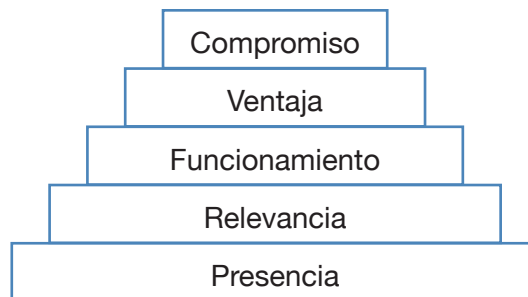 Compromiso
Ventaja
Funcionamiento
Relevancia
Presencia